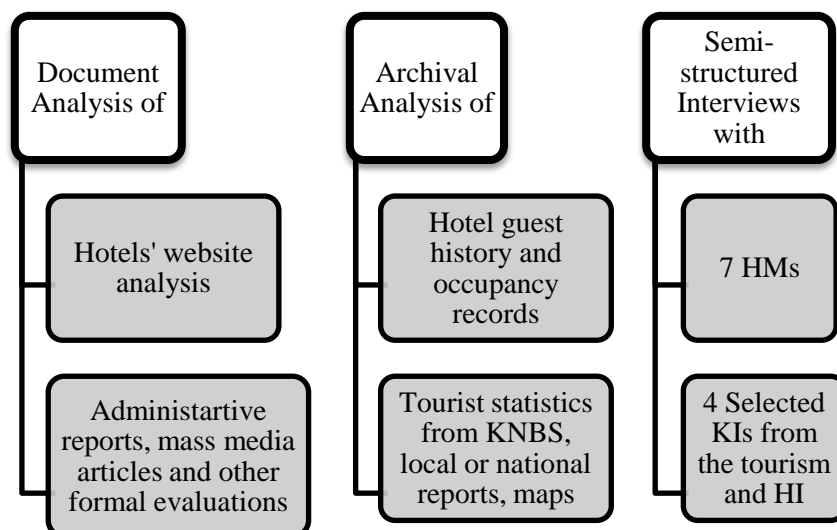 Document
Analysis of
Hotels' website
analysis
Administartive
reports, mass media
articles and other
formal evaluations
Archival
Analysis of
Hotel guest
history and
occupancy
records
Tourist statistics
from KNBS,
local or national
reports, maps
Semi-
structured
Interviews
with
7 HMs
4 Selected
KIs from
the tourism
and HI